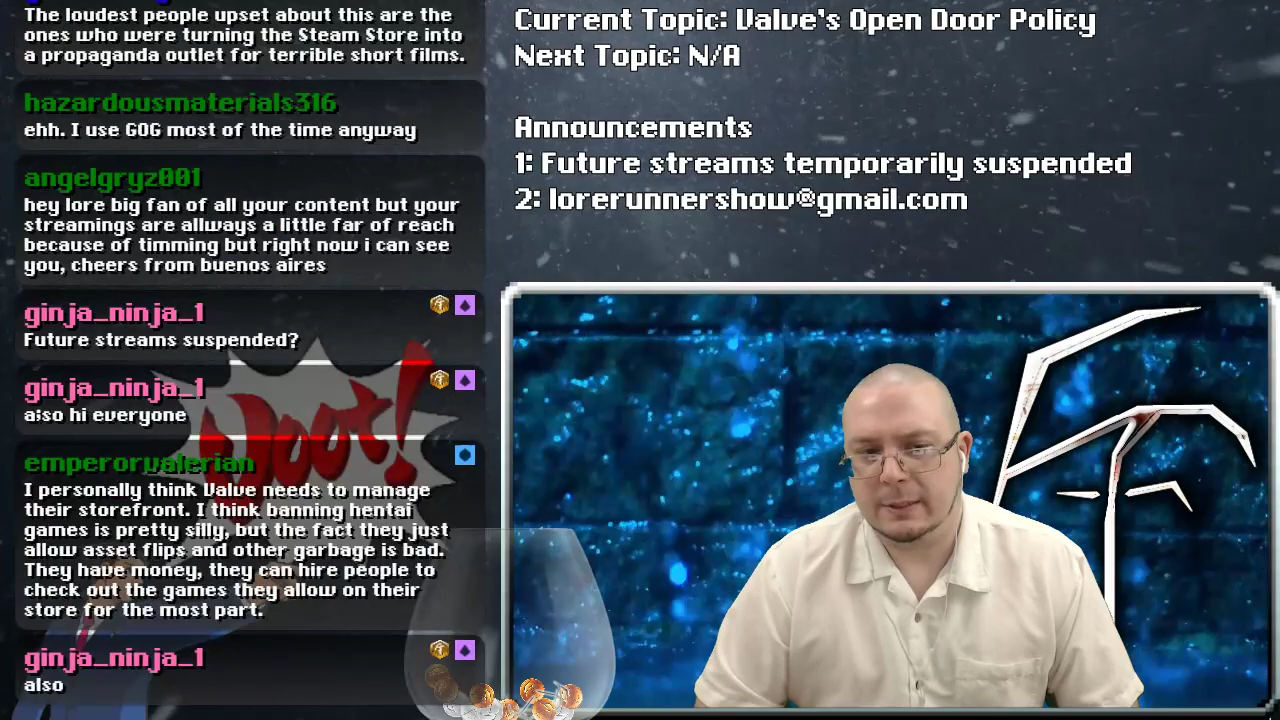 The loudest people upset about this are the
ones who were turning the Steam Store into
a propaganda outlet for terrible short films.
hazardousmaterials316
ehh. I use GOG most of the time anyway
angelgryz001
hey lore big fan of all your content but your
streamings are allways a little far of reach
because of timming but right now i can see
you, cheers from buenos aires
ginja_ninja_1
Future streams suspended?
ginja_ninja_1
also hi everyone
Woot!
emperorvalerian
I personally think Valve needs to manage
their storefront. I think banning hentai
games is pretty silly, but the fact they just
allow asset flips and other garbage is bad.
They have money, they can hire people to
check out the games they allow on their
store for the most part.
ginja_ninja_1
also
Current Topic: Valve's Open Door Policy
Next Topic: N/A
Announcements
1: Future streams temporarily suspended
2: lorerunnershow@gmail.com